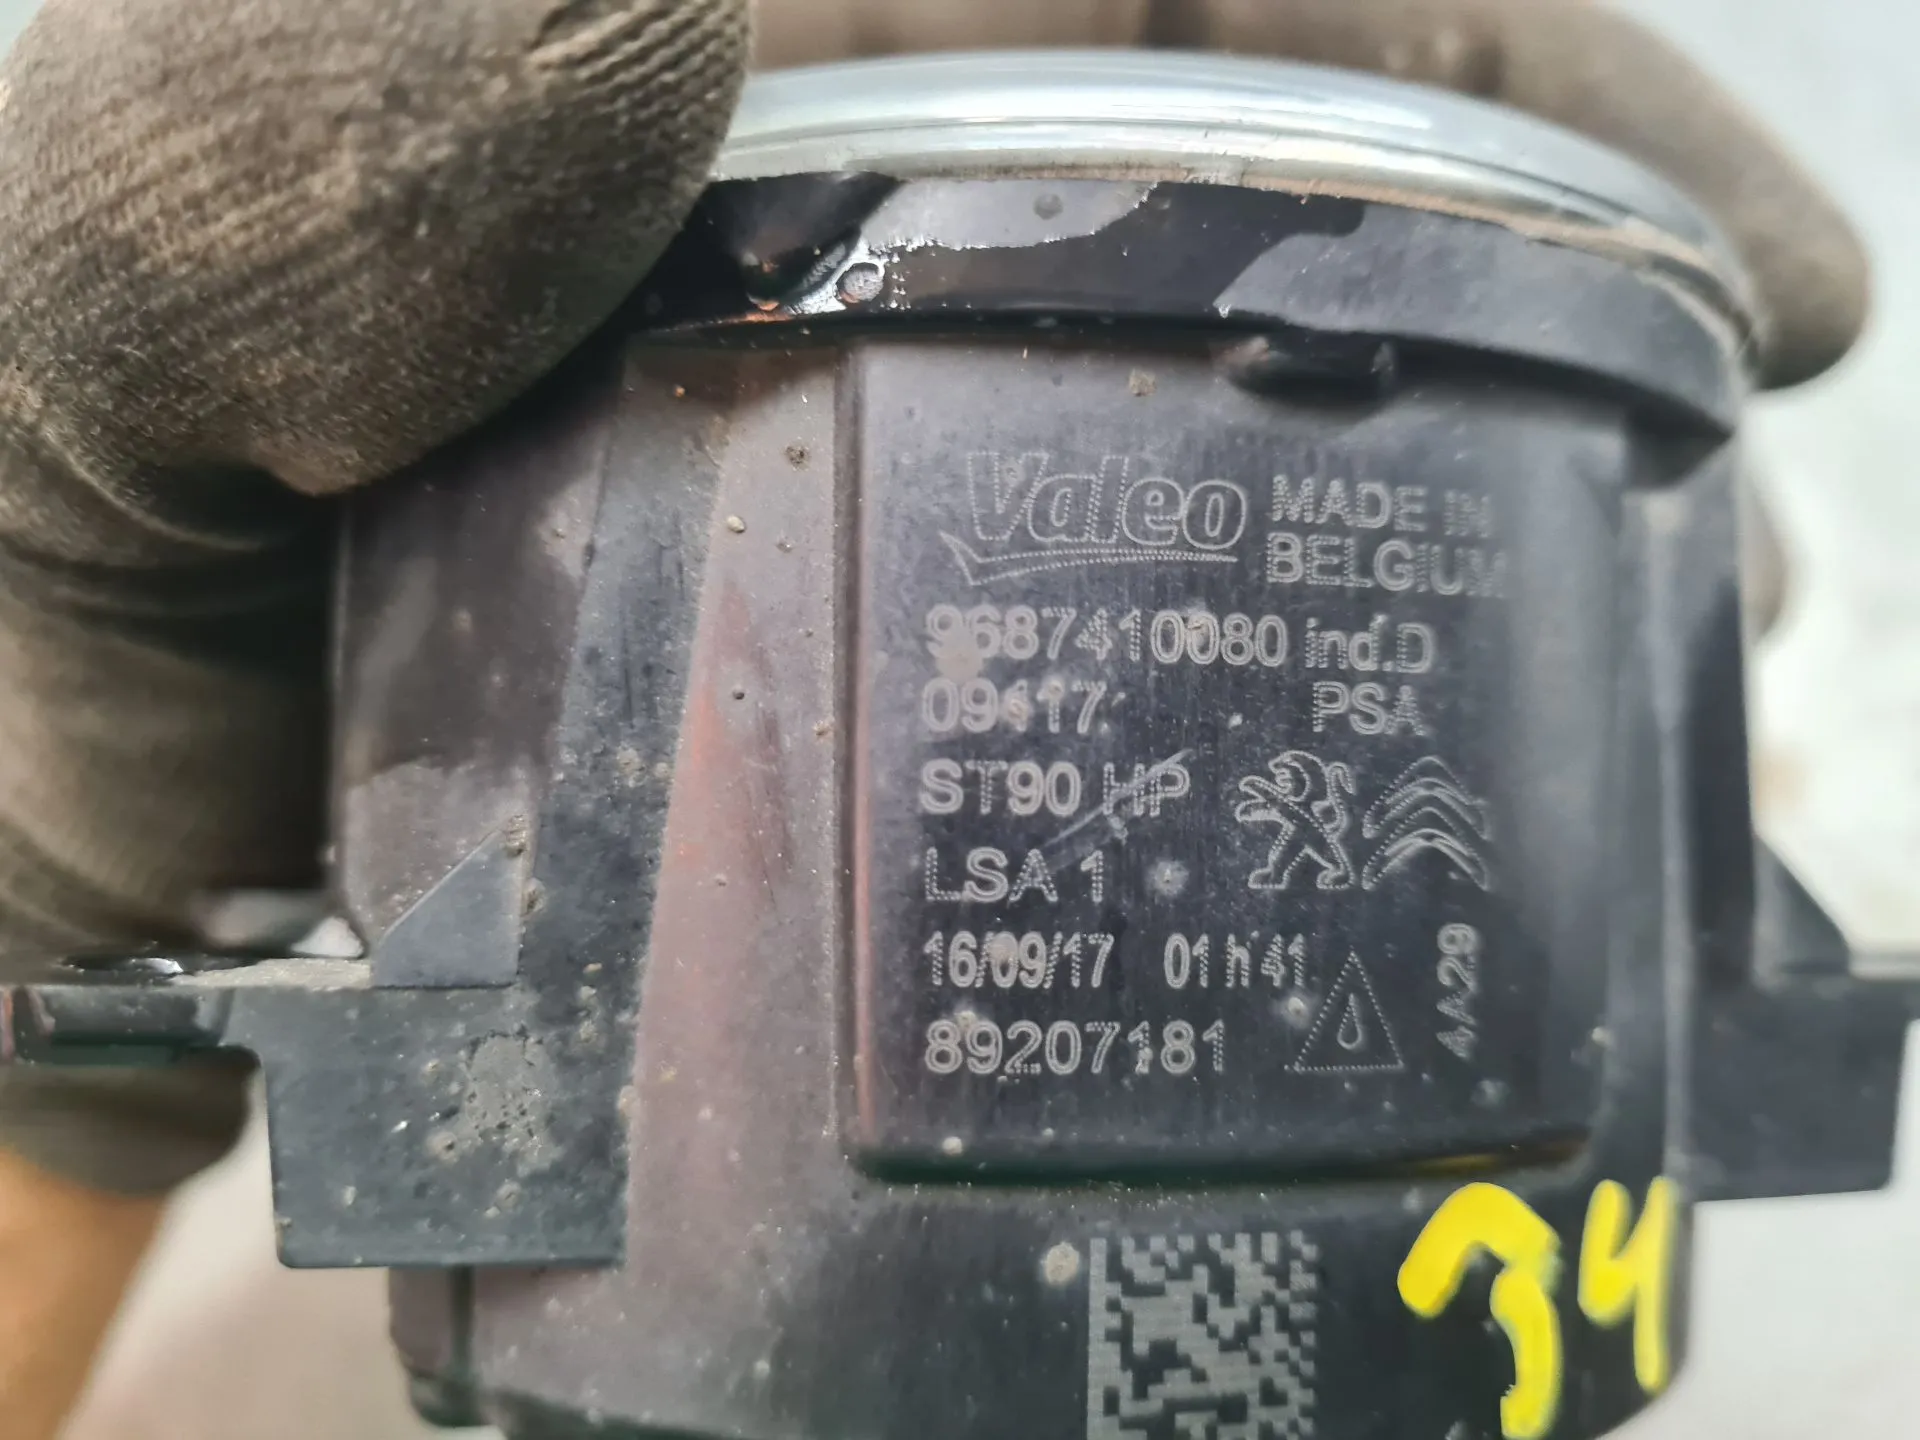 Valeo MADE IN
BELGIUM
9687410080 ind.D
09417 PSA
ST90 HP
LSA 1
16/09/17 01 h 41
89207181
AA29
34